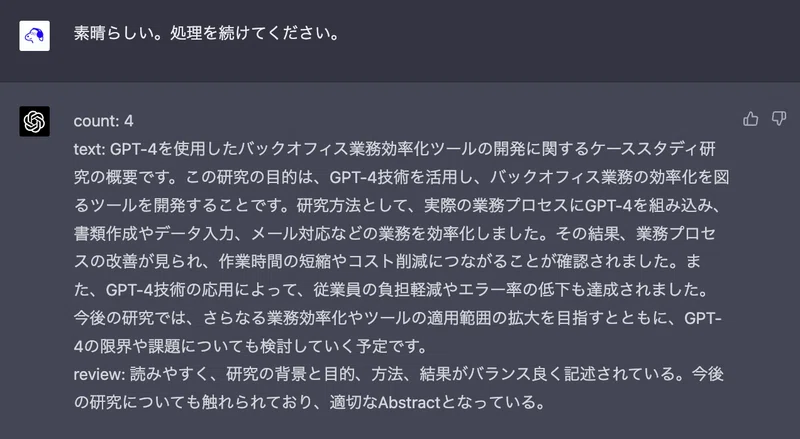 素晴らしい。処理を続けてください。
count: 4
text: GPT-4を使用したバックオフィス業務効率化ツールの開発に関するケーススタディ研
究の概要です。この研究の目的は、GPT-4技術を活用し、バックオフィス業務の効率化を図
るツールを開発することです。研究方法として、実際の業務プロセスにGPT-4を組み込み、
書類作成やデータ入力、メール対応などの業務を効率化しました。その結果、業務プロセ
スの改善が見られ、作業時間の短縮やコスト削減につながることが確認されました。ま
た、GPT-4技術の応用によって、従業員の負担軽減やエラー率の低下も達成されました。
今後の研究では、さらなる業務効率化やツールの適用範囲の拡大を目指すとともに、GPT-
4の限界や課題についても検討していく予定です。
review: 読みやすく、研究の背景と目的、方法、結果がバランス良く記述されている。今後
の研究についても触れられており、適切なAbstractとなっている。